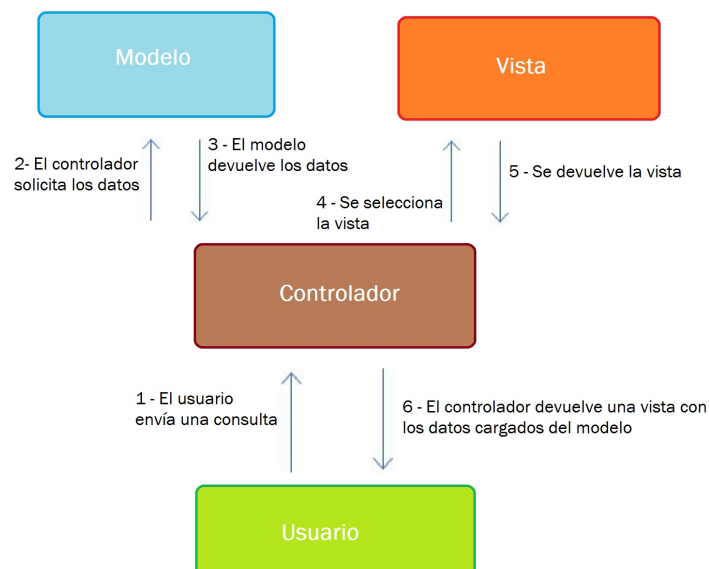 Modelo
Vista
2- El controlador
solicita los datos
3 - El modelo
devuelve los datos
4 - Se selecciona
la vista
5 - Se devuelve la vista
Controlador
1 - El usuario
envía una consulta
6 - El controlador devuelve una vista con
los datos cargados del modelo
Usuario